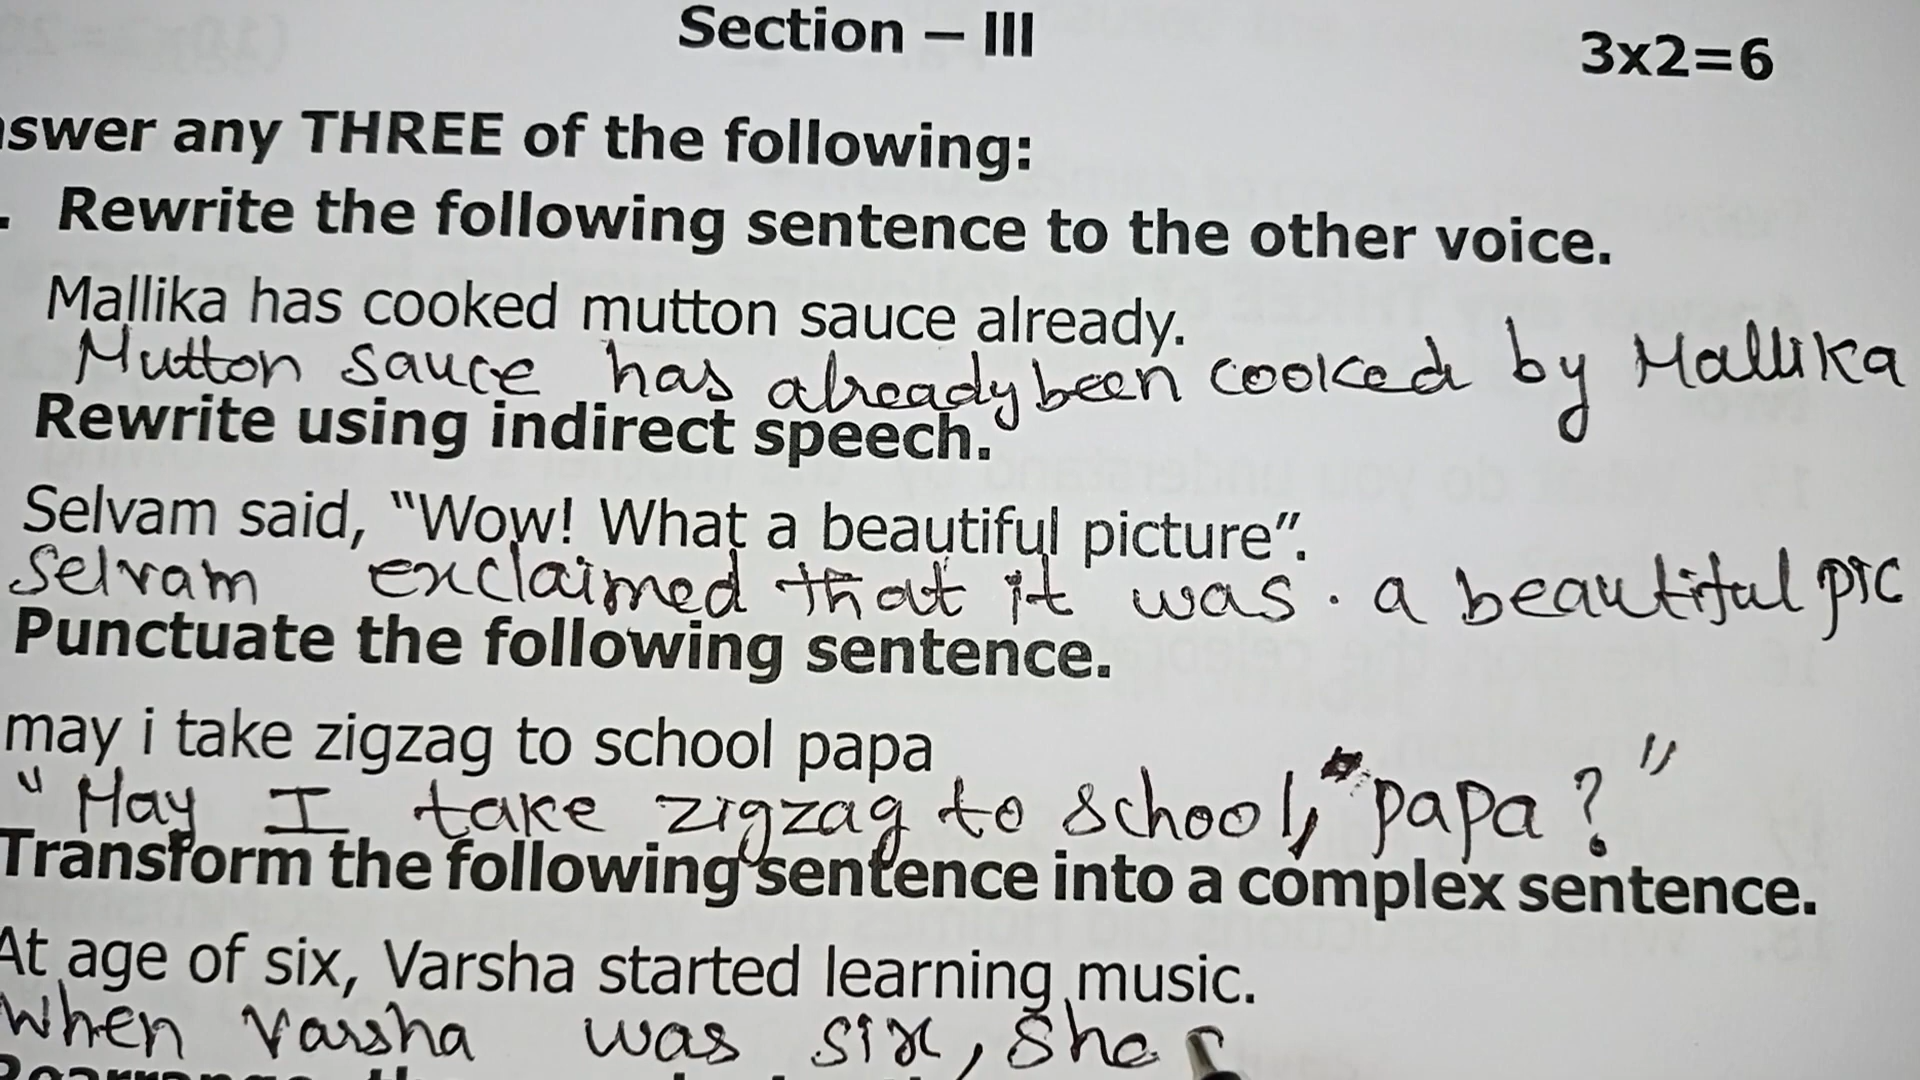 Section – III
3x2=6
swer any THREE of the following:
. Rewrite the following sentence to the other voice.
Mallika has cooked mutton sauce already.
Mutton sauce has already been cooked by Mallika
Rewrite using indirect speech.
Selvam said, "Wow! What a beautiful picture".
Selvam exclaimed that it was . a beautiful pic
Punctuate the following sentence.
may i take zigzag to school papa
"May I take zigzag to school, papa?"
Transform the following sentence into a complex sentence.
At age of six, Varsha started learning music.
When Varsha was six, she